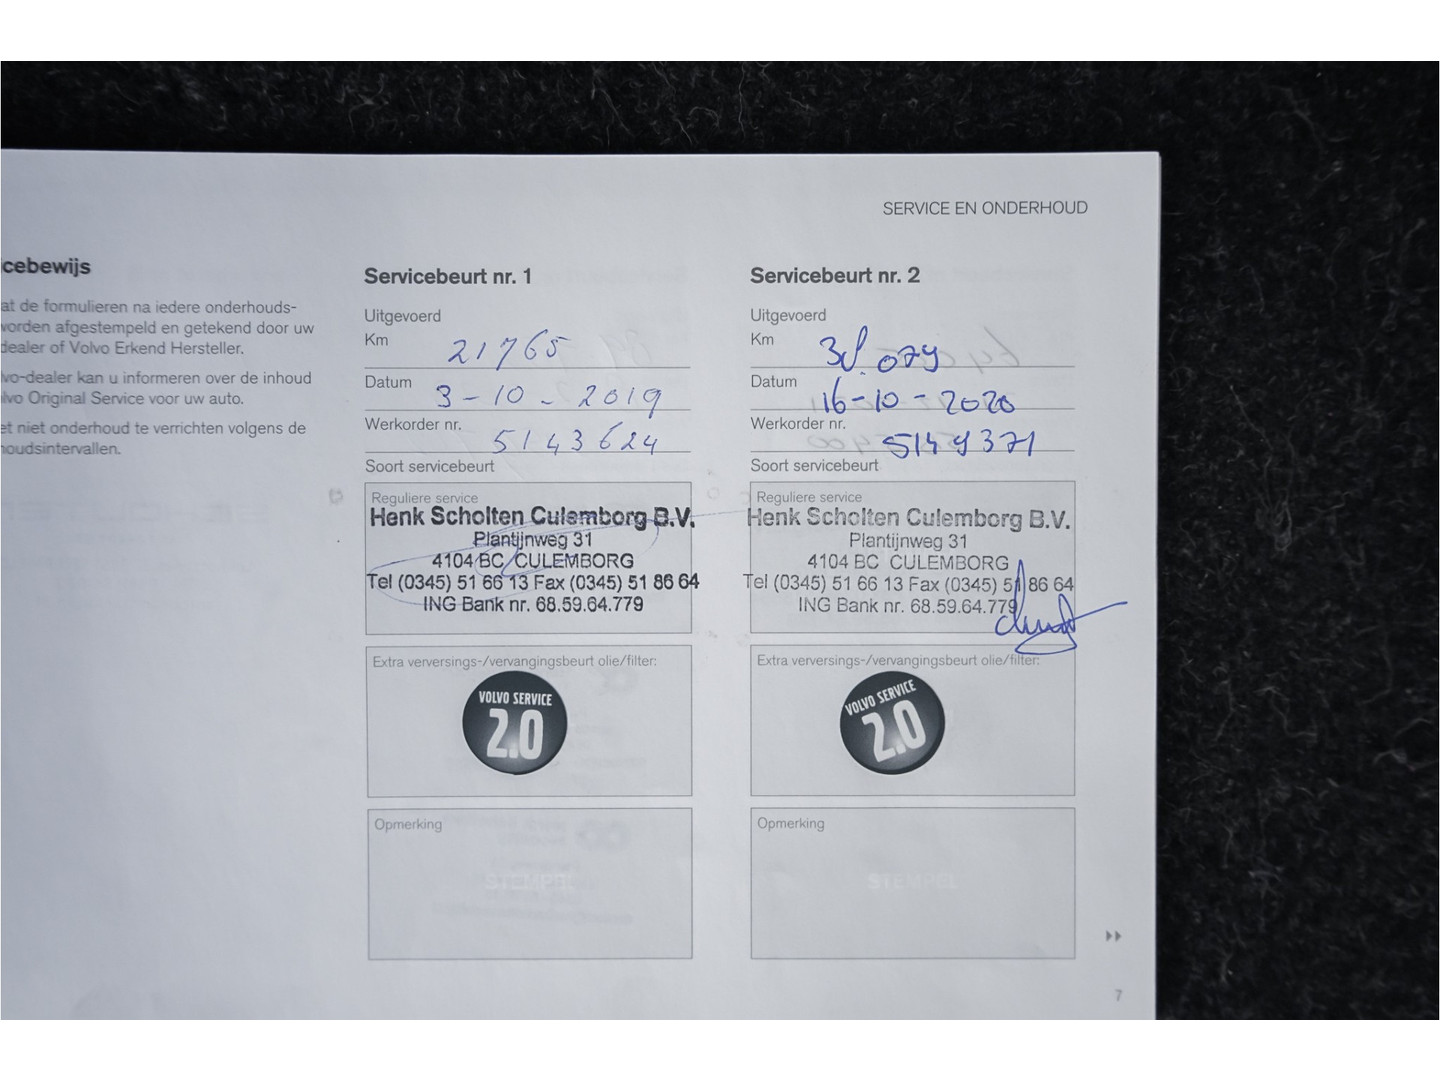 SERVICE EN ONDERHOUD
cebewijs
at de formulieren na iedere onderhouds-
worden afgestempeld en getekend door uw
dealer of Volvo Erkend Hersteller.
vo-dealer kan u informeren over de inhoud
lvo Original Service voor uw auto.
et niet onderhoud te verrichten volgens de
oudsintervallen.
Servicebeurt nr. 1
Uitgevoerd
Km 21765
Datum 3-10-2019
Werkorder nr. 5143624
Soort servicebeurt
Reguliere service
Henk Scholten Culemborg B.V.
Plantijnweg 31
4104 BC CULEMBORG
Tel (0345) 51 66 13 Fax (0345) 51 86 64
ING Bank nr. 68.59.64.779
Extra verversings-/vervangingsbeurt olie/filter:
VOLVO SERVICE
2.0
Opmerking
STEMPEL
Servicebeurt nr. 2
Uitgevoerd
Km .079
Datum 16-10-2020
Werkorder nr. 5149371
Soort servicebeurt
Reguliere service
Henk Scholten Culemborg B.V.
Plantijnweg 31
4104 BC CULEMBORG
Tel (0345) 51 66 13 Fax (0345) 51 86 64
ING Bank nr. 68.59.64.779
Extra verversings-/vervangingsbeurt olie/filter:
VOLVO SERVICE
2.0
Opmerking
STEMPEL
7